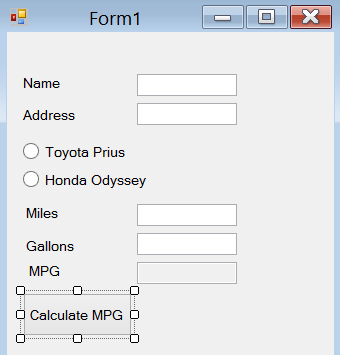 Form1
Name
Address
Toyota Prius
Honda Odyssey
Miles
Gallons
MPG
Calculate MPG